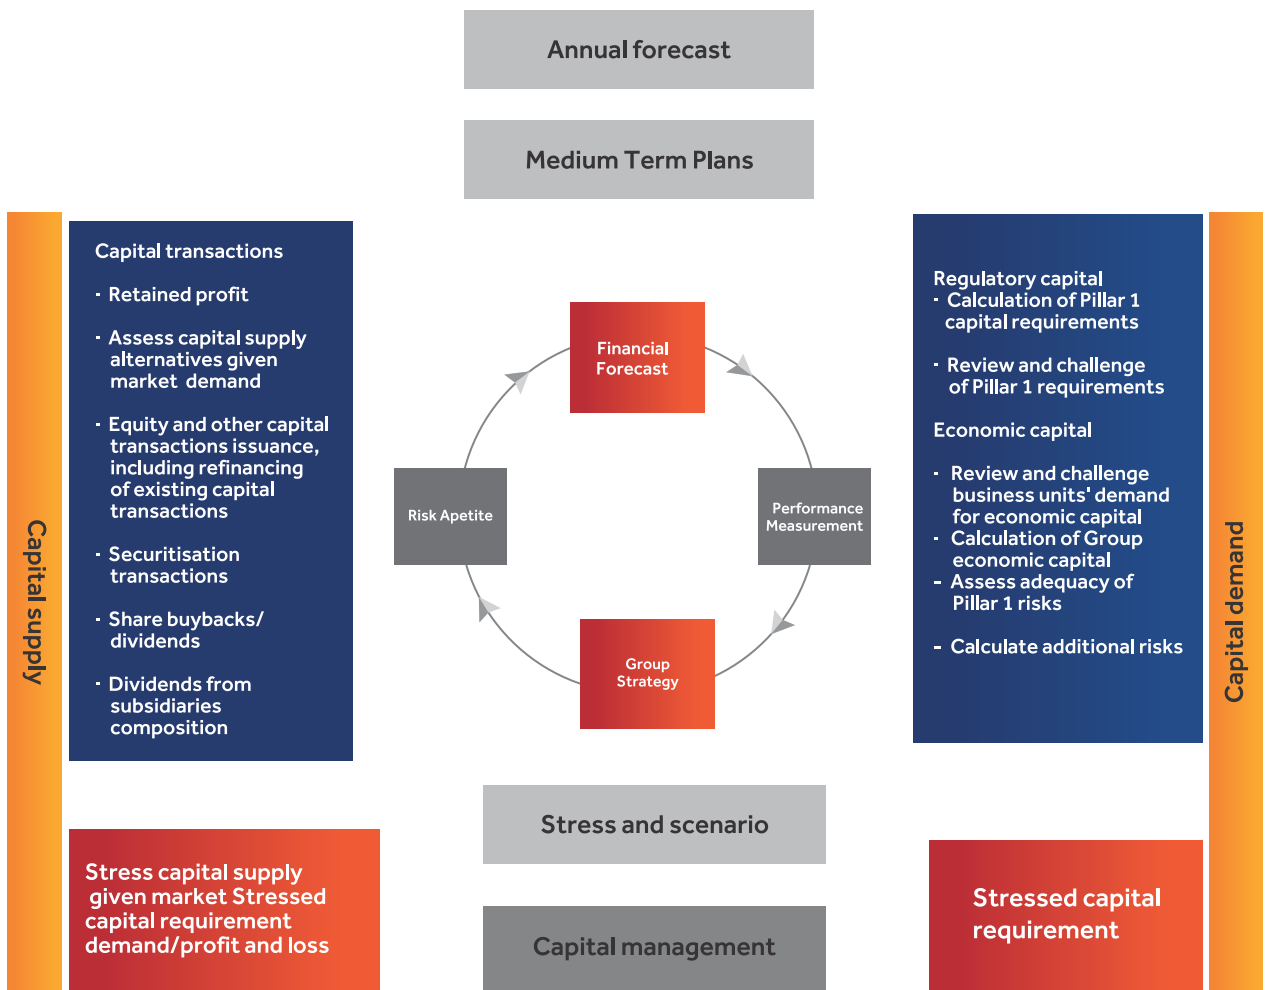 Annual forecast
Medium Term Plans
Capital supply
Capital transactions
- Retained profit
- Assess capital supply
alternatives given
market demand
- Equity and other capital
transactions issuance,
including refinancing
of existing capital
transactions
- Securitisation
transactions
- Share buybacks/
dividends
- Dividends from
subsidiaries
composition
Stress capital supply
given market Stressed
capital requirement
demand/profit and loss
Financial
Forecast
Risk Apetite
Performance
Measurement
Group
Strategy
Stress and scenario
Capital management
Regulatory capital
- Calculation of Pillar 1
capital requirements
- Review and challenge
of Pillar 1 requirements
Economic capital
- Review and challenge
business units' demand
for economic capital
- Calculation of Group
economic capital
- Assess adequacy of
Pillar 1 risks
- Calculate additional risks
Stressed capital
requirement
Capital demand